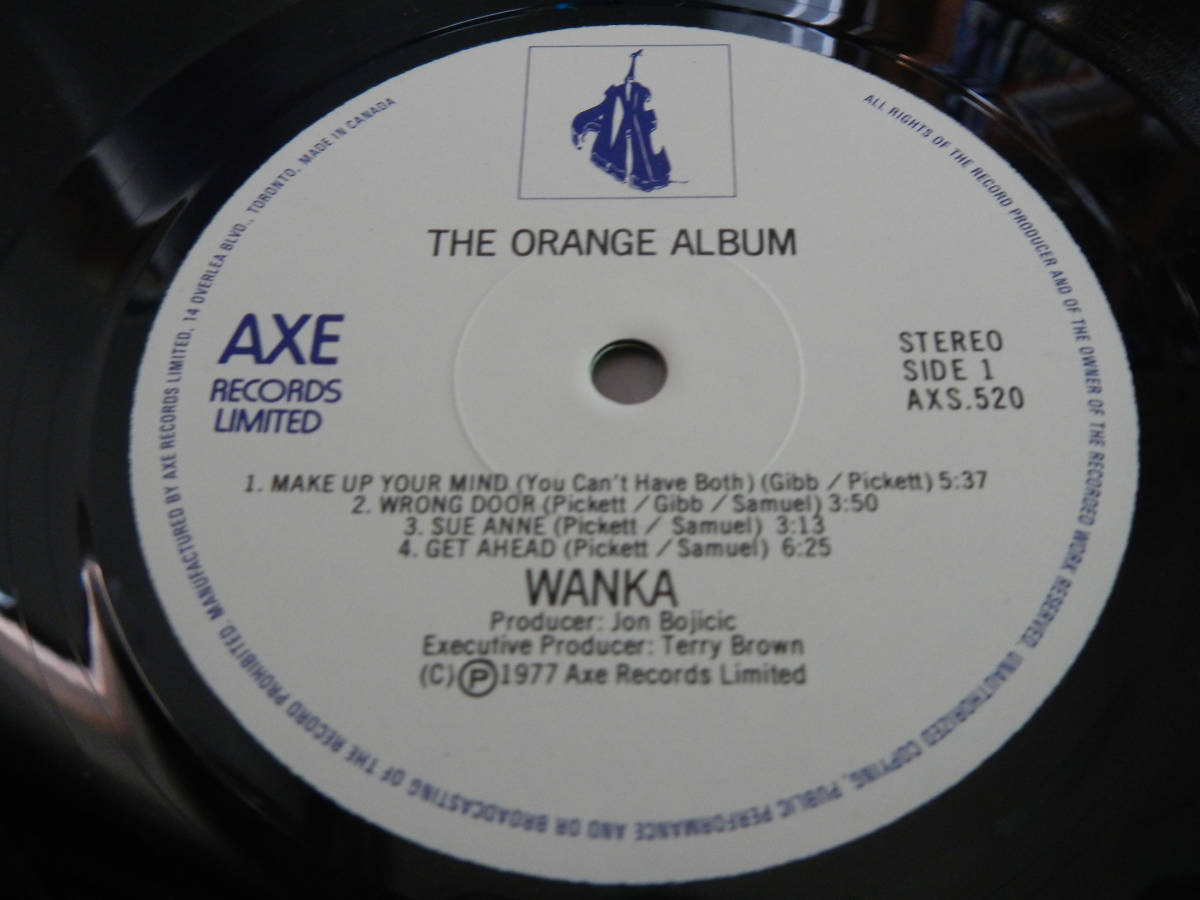 AXE
THE ORANGE ALBUM
AXE
RECORDS
LIMITED
STEREO
SIDE 1
AXS.520
1. MAKE UP YOUR MIND (You Can't Have Both) (Gibb / Pickett) 5:37
2. WRONG DOOR (Pickett / Gibb / Samuel) 3:50
3. SUE ANNE (Pickett / Samuel) 3:13
4. GET AHEAD (Pickett / Samuel) 6:25
WANKA
Producer: Jon Bojicic
Executive Producer: Terry Brown
(C) Ⓟ 1977 Axe Records Limited
ALL RIGHTS OF THE RECORD PRODUCER AND OF THE OWNER OF THE RECORDED WORK RESERVED. UNAUTHORIZED COPYING, PUBLIC PERFORMANCE AND OR BROADCASTING OF THE RECORD PROHIBITED. MANUFACTURED BY AXE RECORDS LIMITED, 14 OVERLEA BLVD., TORONTO, MADE IN CANADA